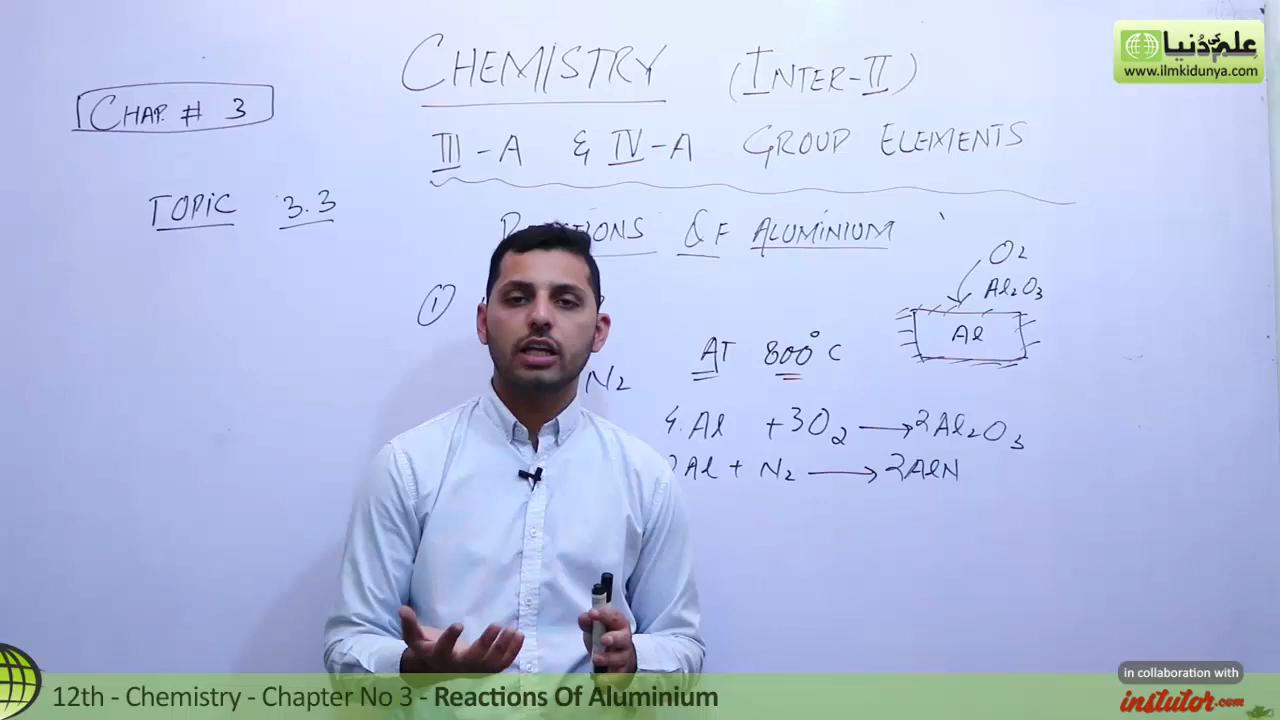 CHEMISTRY (INTER-II)
CHAP. # 3
III-A & IV-A GROUP ELEMENTS
TOPIC 3.3
OF ALUMINIUM
O2
Al2O3
①
Al
AT 800° C
N2
4Al + 3O2 → 2Al2O3
Al + N2 → 2AlN
علم کی دنیا
www.ilmkidunya.com
in collaboration with
instutor.com
12th - Chemistry - Chapter No 3 - Reactions Of Aluminium